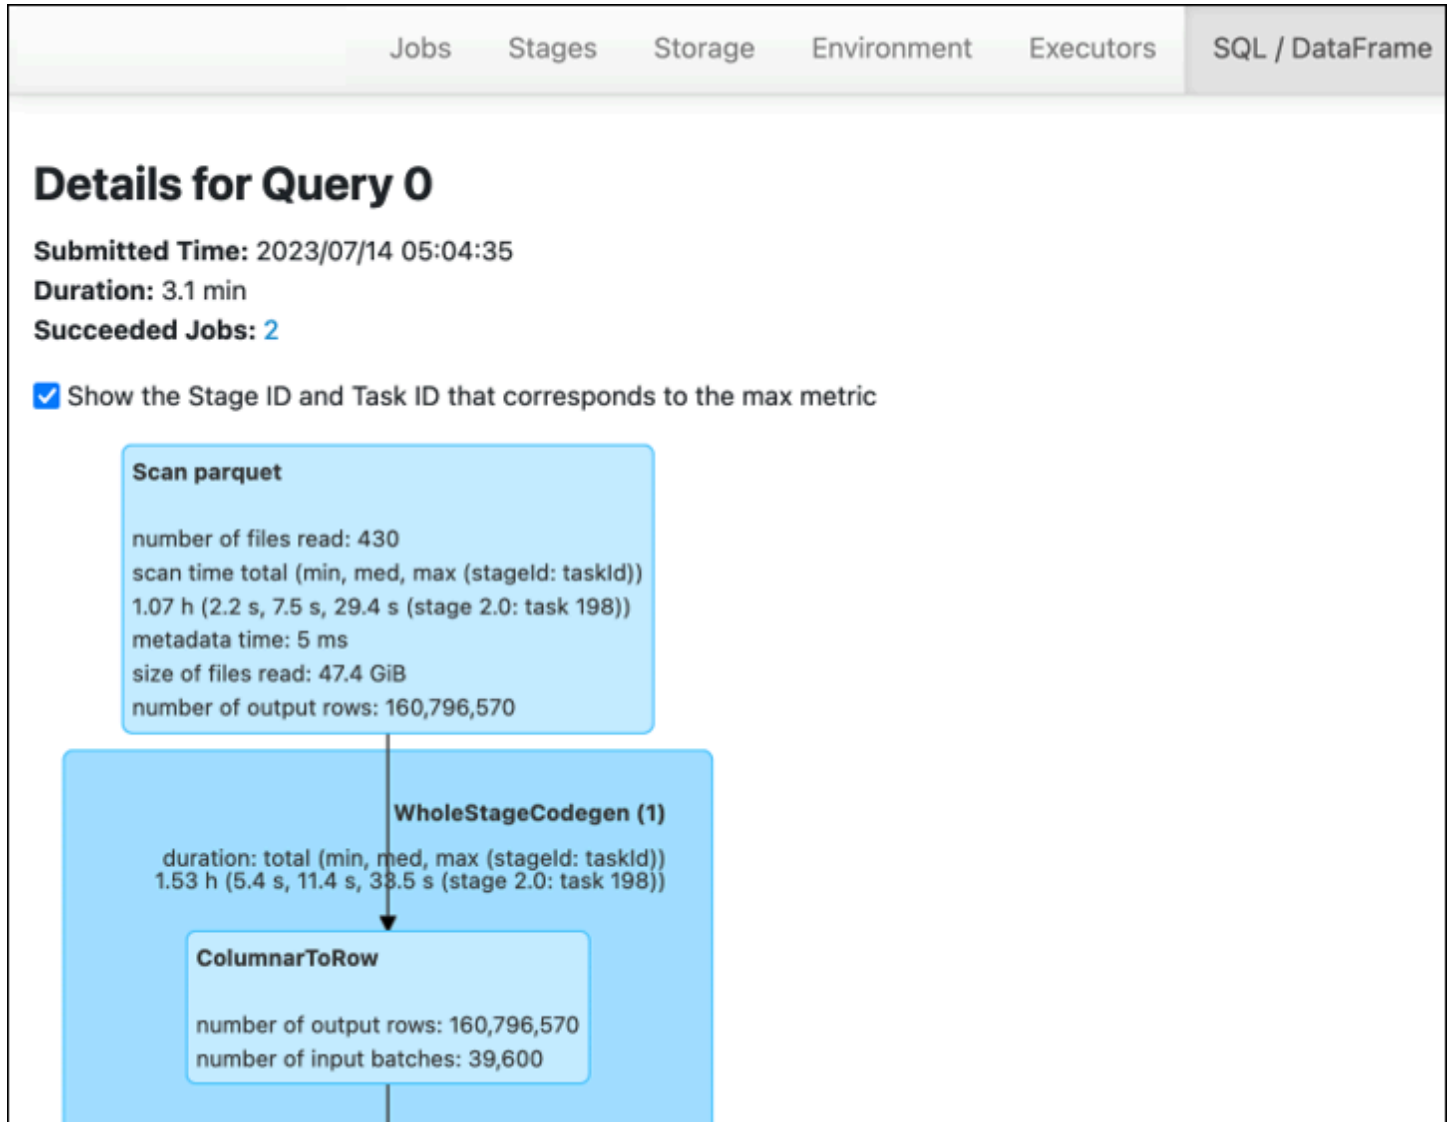 Jobs Stages Storage Environment Executors SQL / DataFrame
Details for Query 0
Submitted Time: 2023/07/14 05:04:35
Duration: 3.1 min
Succeeded Jobs: 2
Show the Stage ID and Task ID that corresponds to the max metric
Scan parquet
number of files read: 430
scan time total (min, med, max (stageId: taskId))
1.07 h (2.2 s, 7.5 s, 29.4 s (stage 2.0: task 198))
metadata time: 5 ms
size of files read: 47.4 GiB
number of output rows: 160,796,570
WholeStageCodegen (1)
duration: total (min, med, max (stageId: taskId))
1.53 h (5.4 s, 11.4 s, 33.5 s (stage 2.0: task 198))
ColumnarToRow
number of output rows: 160,796,570
number of input batches: 39,600